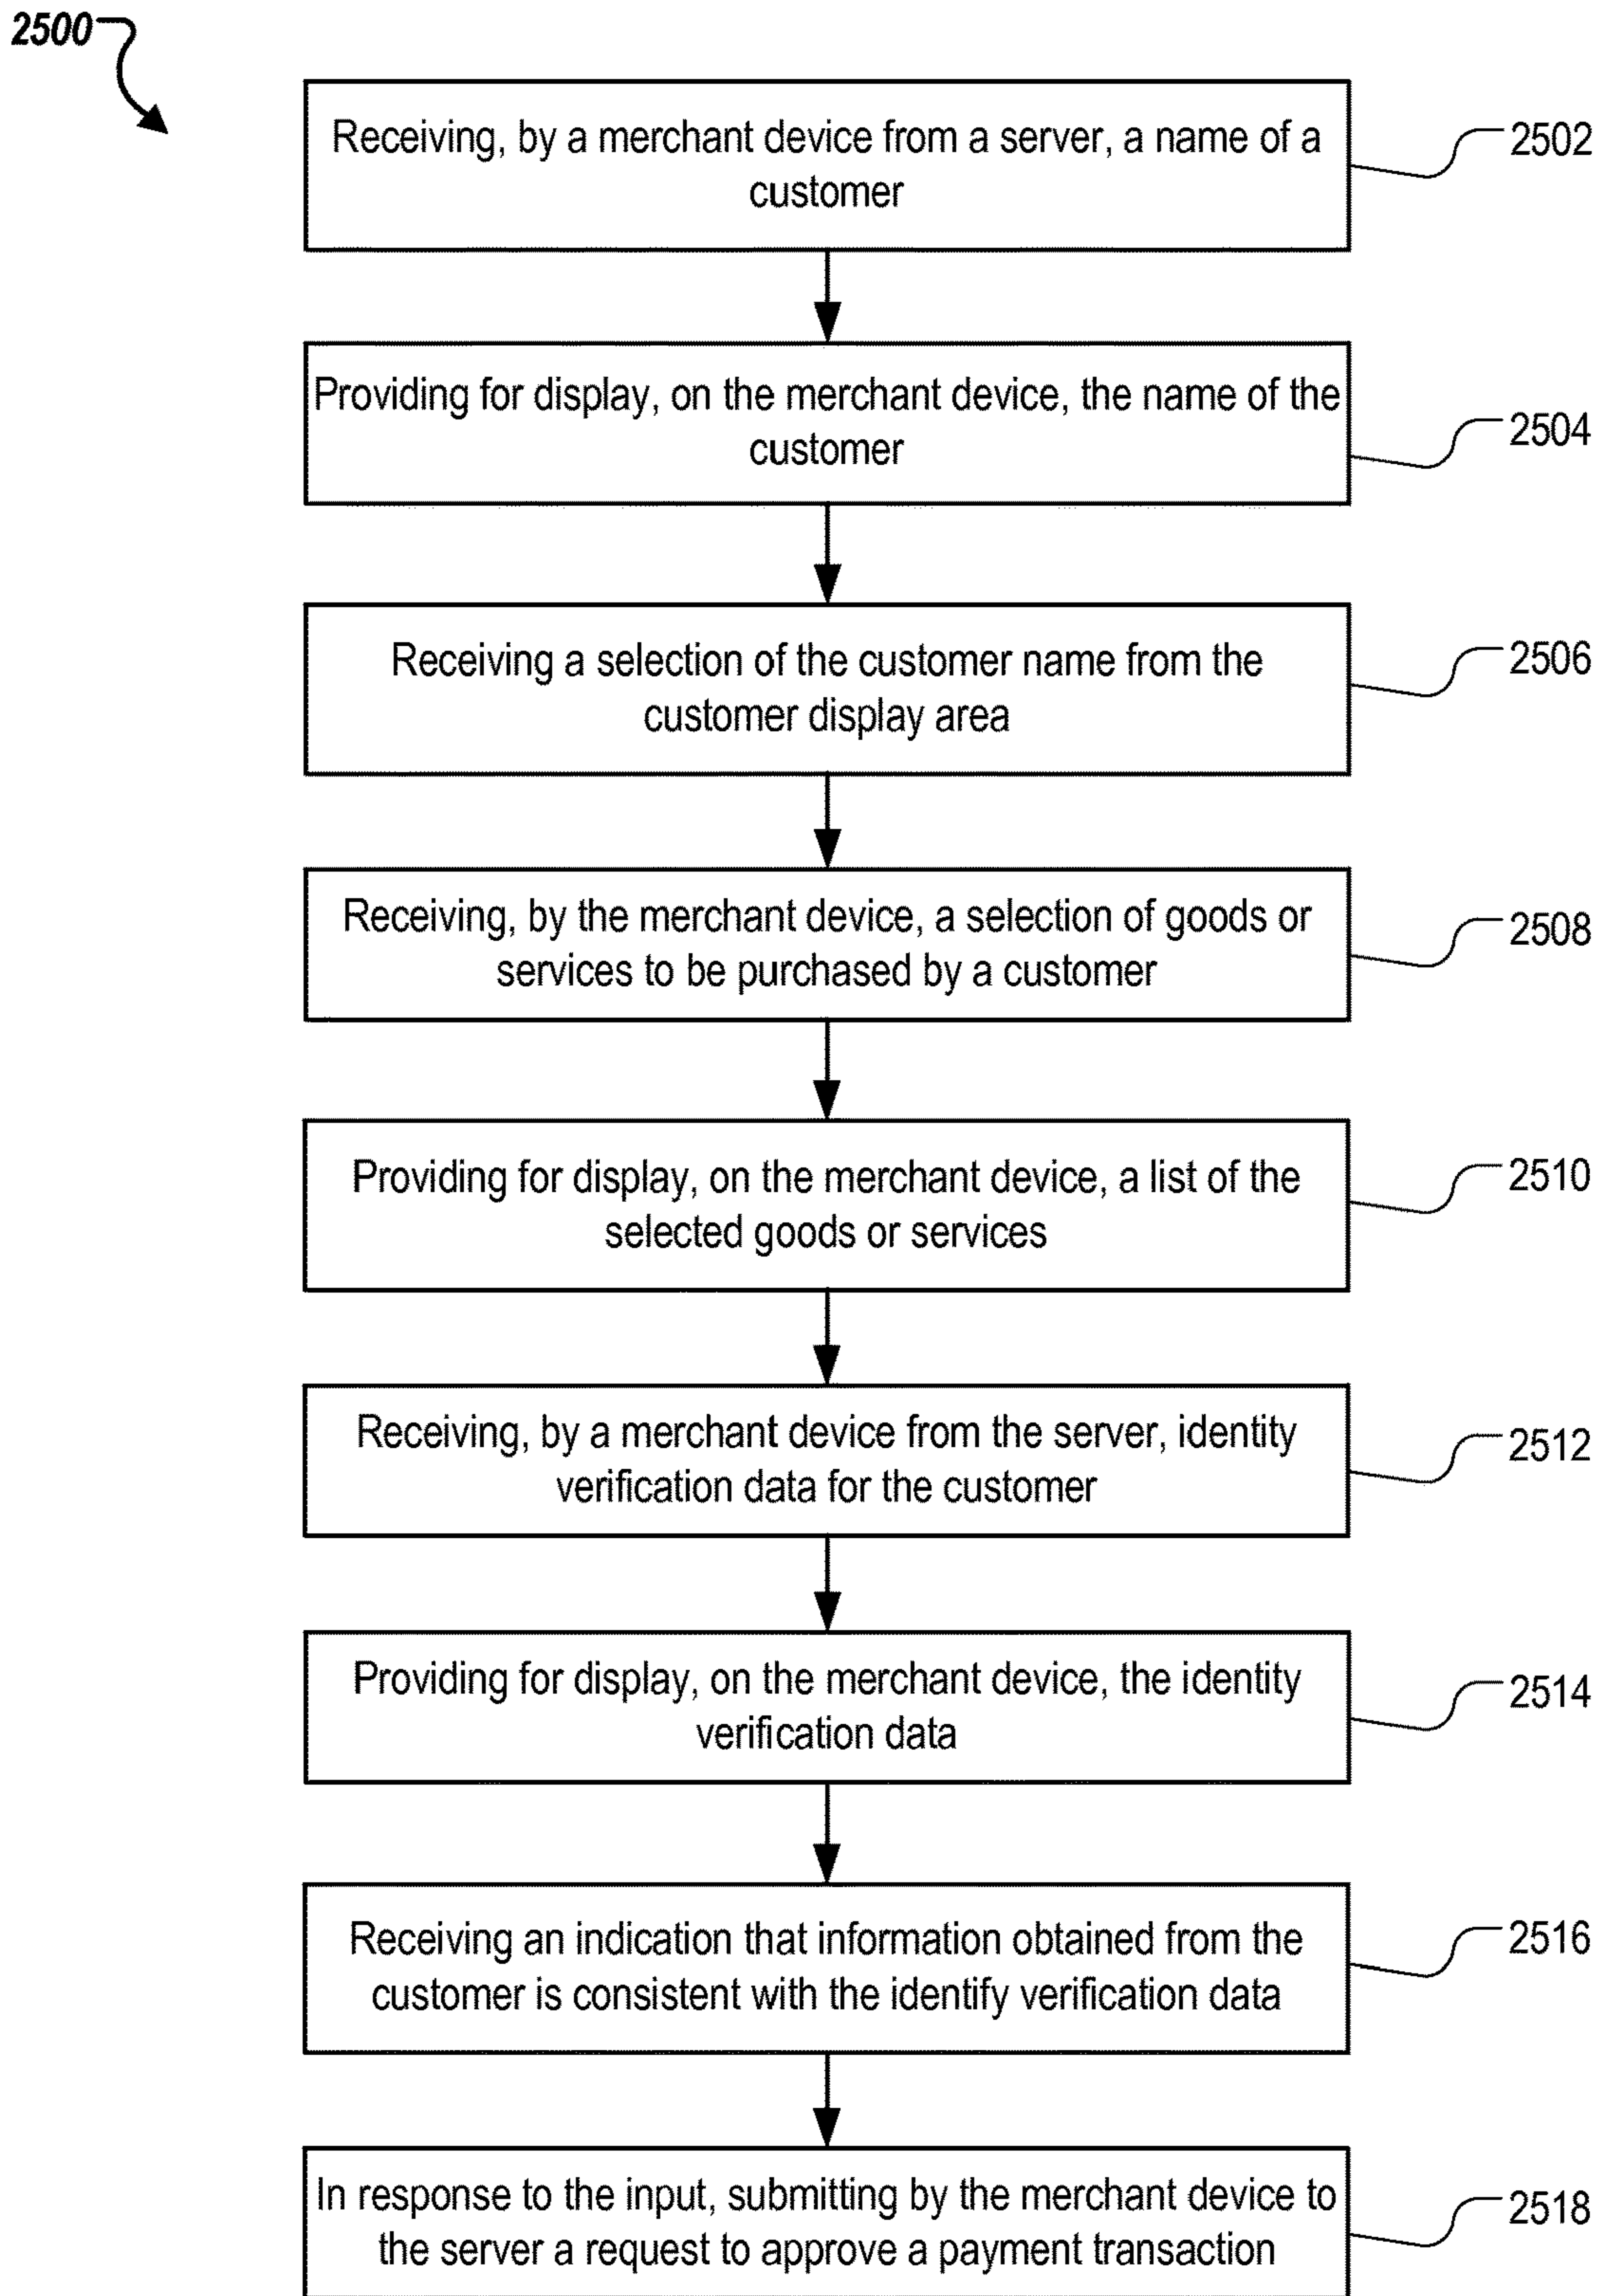 2500
Receiving, by a merchant device from a server, a name of a
customer
2502
Providing for display, on the merchant device, the name of the
customer
2504
Receiving a selection of the customer name from the
customer display area
2506
Receiving, by the merchant device, a selection of goods or
services to be purchased by a customer
2508
Providing for display, on the merchant device, a list of the
selected goods or services
2510
Receiving, by a merchant device from the server, identity
verification data for the customer
2512
Providing for display, on the merchant device, the identity
verification data
2514
Receiving an indication that information obtained from the
customer is consistent with the identify verification data
2516
In response to the input, submitting by the merchant device to
the server a request to approve a payment transaction
2518